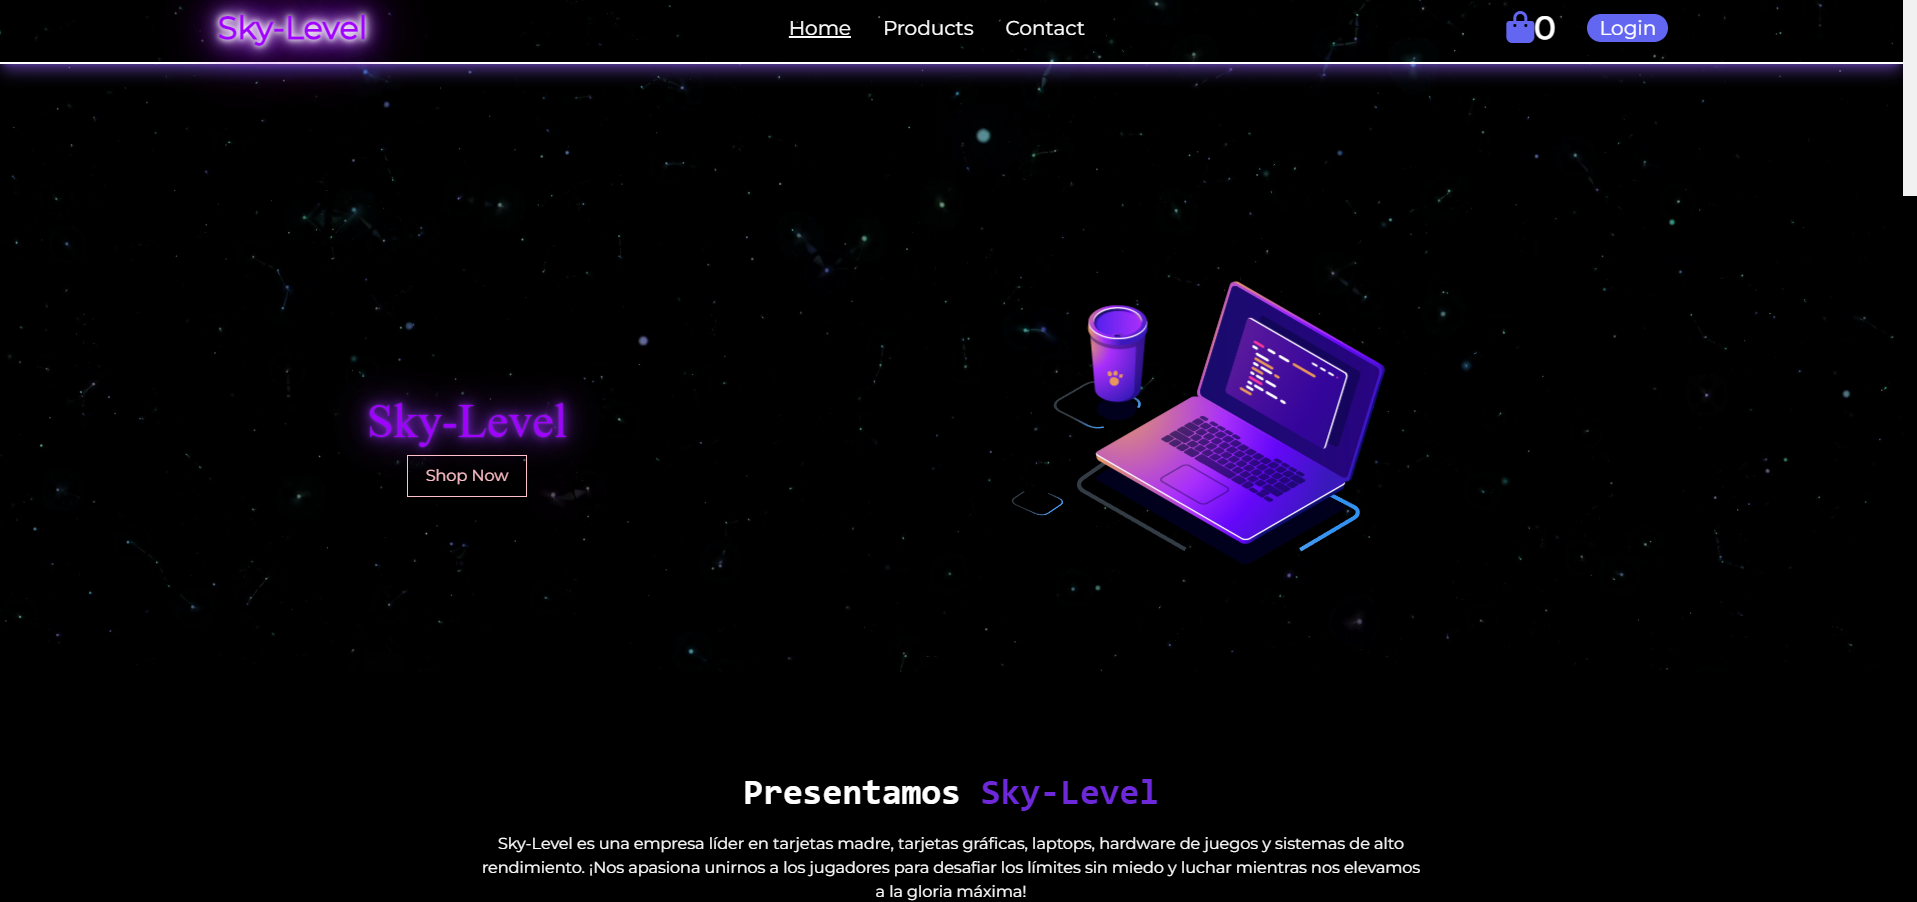 Sky-Level
Home Products Contact
0
Login
Sky-Level
Shop Now
Presentamos Sky-Level
Sky-Level es una empresa líder en tarjetas madre, tarjetas gráficas, laptops, hardware de juegos y sistemas de alto
rendimiento. ¡Nos apasiona unirnos a los jugadores para desafiar los límites sin miedo y luchar mientras nos elevamos
a la gloria máxima!